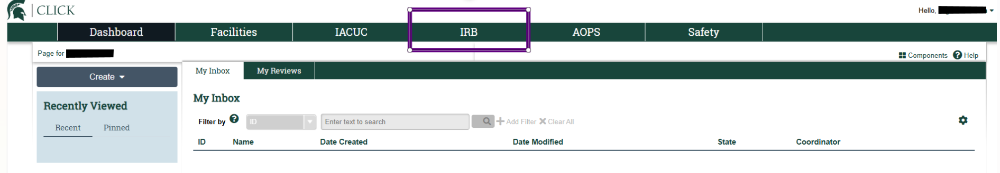 CLICK
Hello,
Dashboard Facilities IACUC IRB AOPS Safety
Page for
Components Help
Create
My Inbox My Reviews
Recently Viewed
Recent Pinned
My Inbox
Filter by ID Enter text to search Add Filter Clear All
ID Name Date Created Date Modified State Coordinator